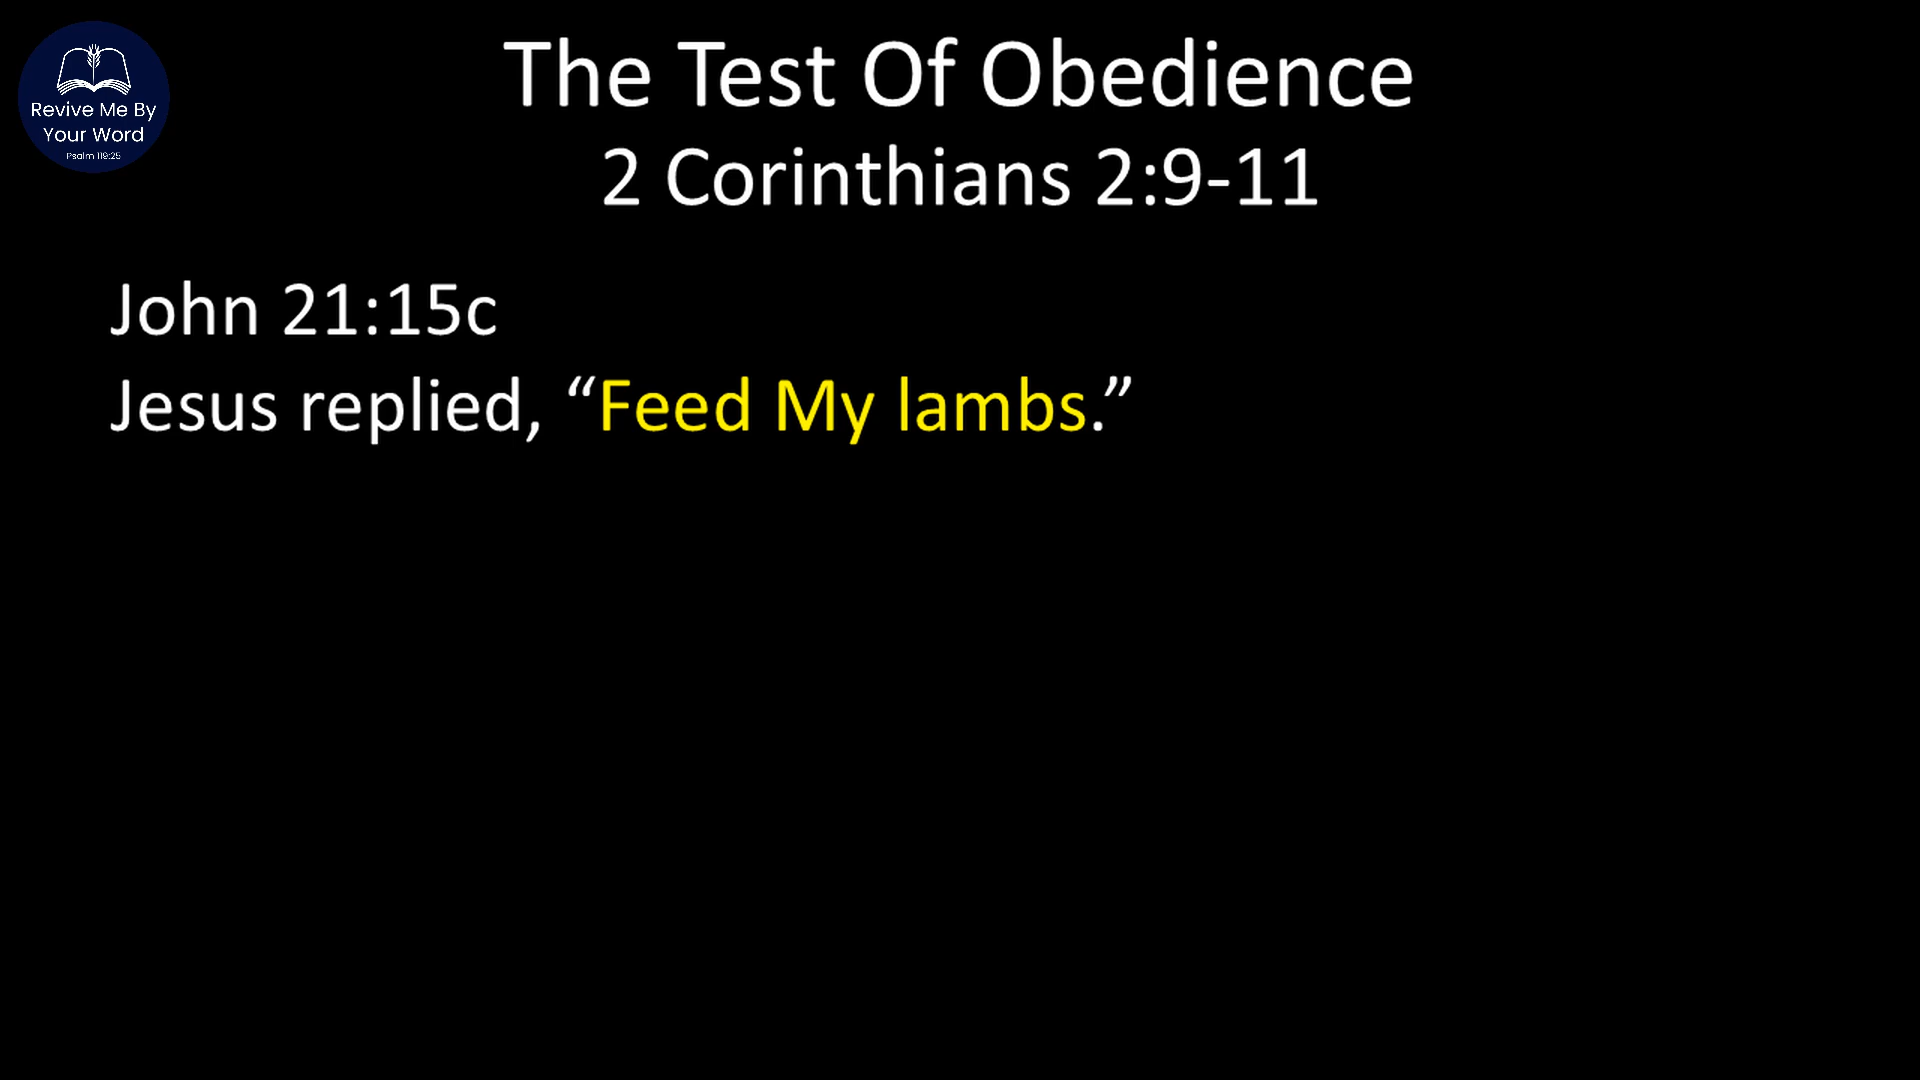 Revive Me By
Your Word
Psalm 119:25
The Test Of Obedience
2 Corinthians 2:9-11
John 21:15c
Jesus replied, “Feed My lambs.”